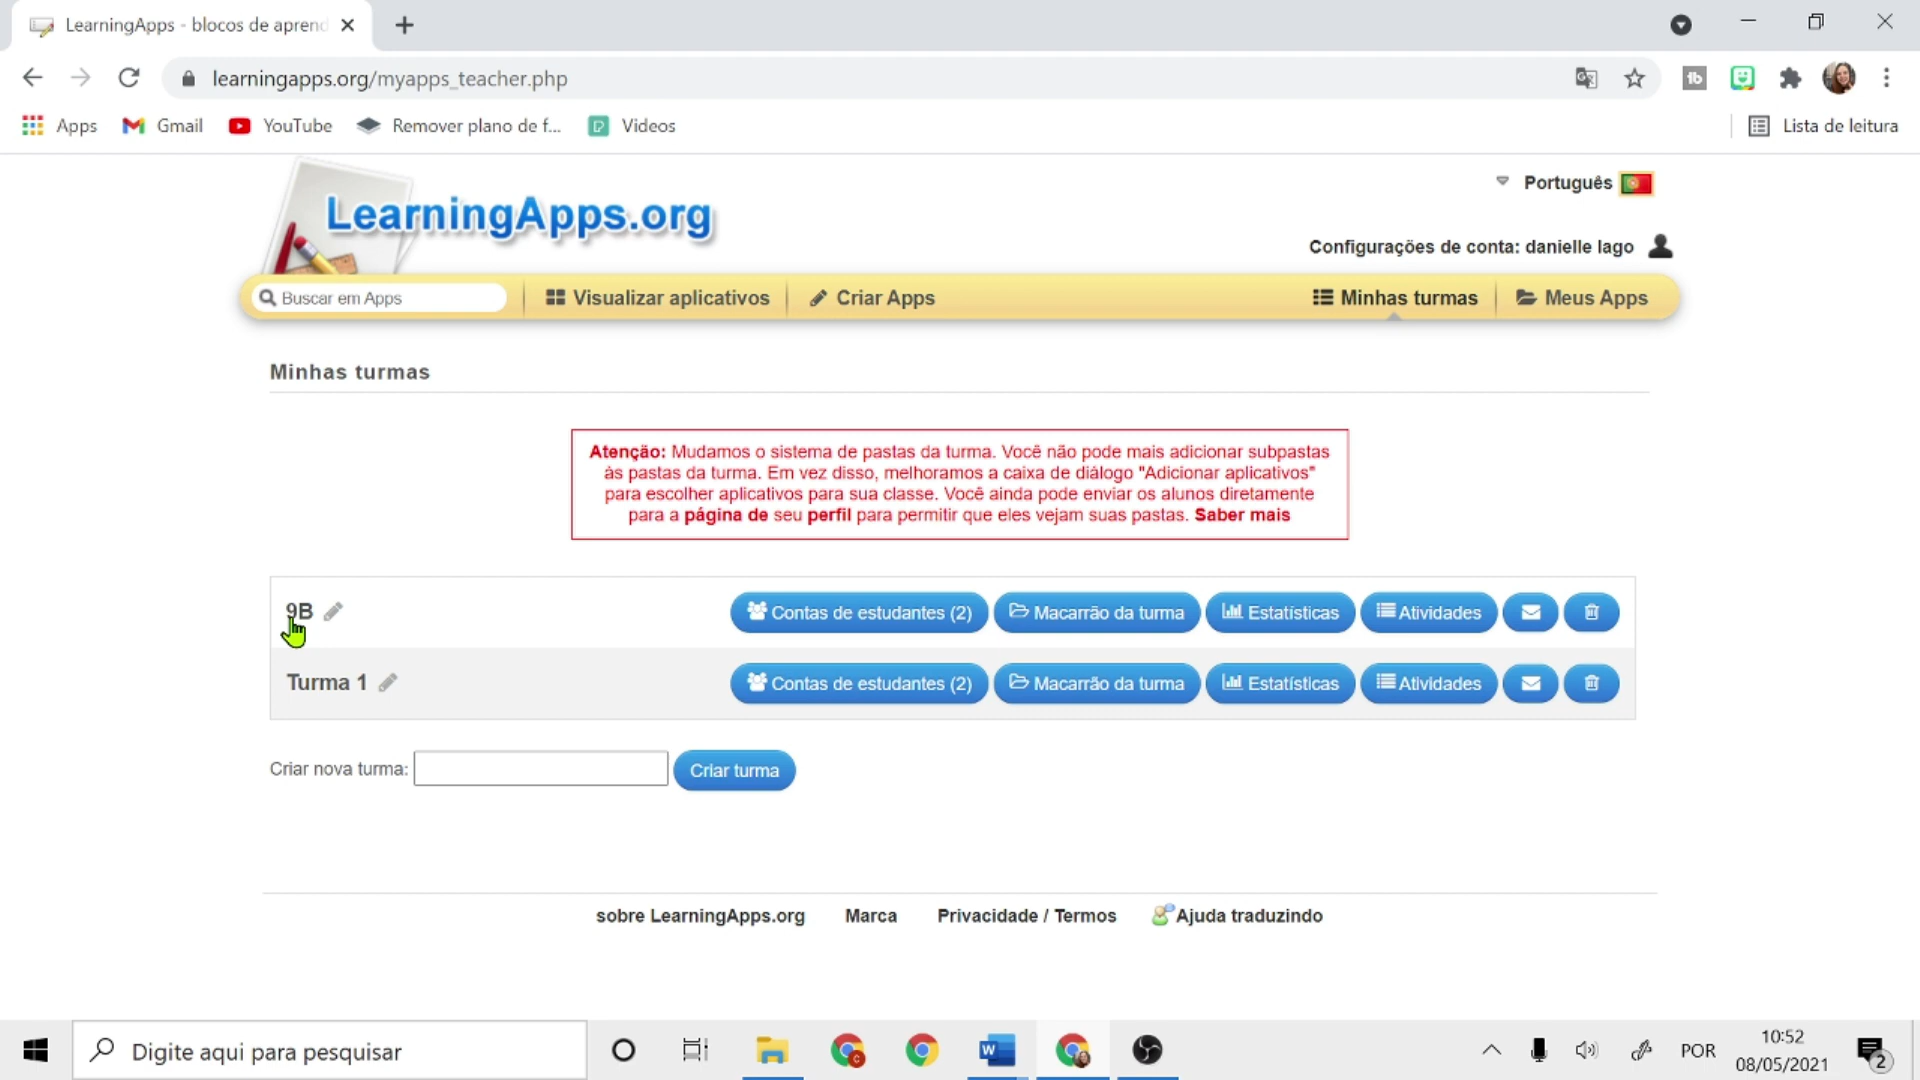 LearningApps - blocos de aprend
learningapps.org/myapps_teacher.php
Apps
Gmail
YouTube
Remover plano de f...
Videos
Lista de leitura
LearningApps.org
Português
Configurações de conta: danielle lago
Buscar em Apps
Visualizar aplicativos
Criar Apps
Minhas turmas
Meus Apps
Minhas turmas
Atenção: Mudamos o sistema de pastas da turma. Você não pode mais adicionar subpastas
às pastas da turma. Em vez disso, melhoramos a caixa de diálogo "Adicionar aplicativos"
para escolher aplicativos para sua classe. Você ainda pode enviar os alunos diretamente
para a página de seu perfil para permitir que eles vejam suas pastas. Saber mais
9B
Contas de estudantes (2)
Macarrão da turma
Estatísticas
Atividades
Turma 1
Contas de estudantes (2)
Macarrão da turma
Estatísticas
Atividades
Criar nova turma:
Criar turma
sobre LearningApps.org
Marca
Privacidade / Termos
Ajuda traduzindo
Digite aqui para pesquisar
POR
10:52
08/05/2021
2